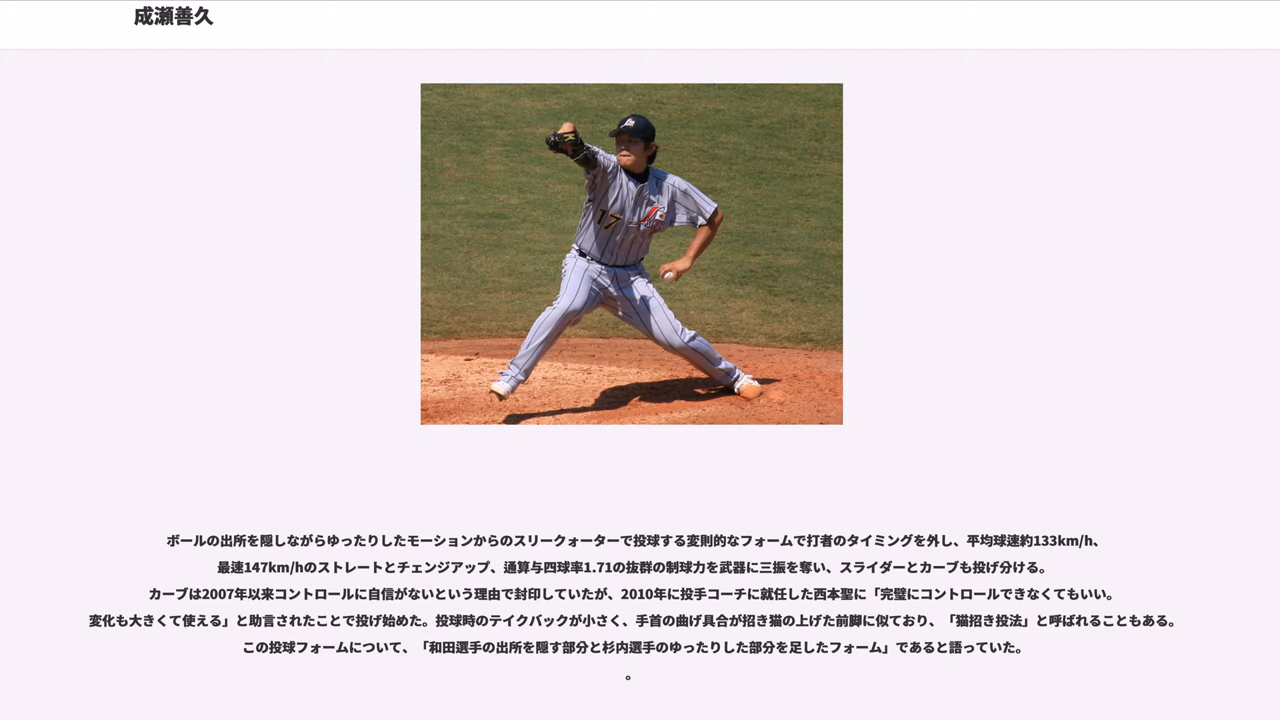 成瀬善久
17
ボールの出所を隠しながらゆったりしたモーションからのスリークォーターで投球する変則的なフォームで打者のタイミングを外し、平均球速約133km/h、
最速147km/hのストレートとチェンジアップ、通算与四球率1.71の抜群の制球力を武器に三振を奪い、スライダーとカーブも投げ分ける。
カーブは2007年以来コントロールに自信がないという理由で封印していたが、2010年に投手コーチに就任した西本聖に「完璧にコントロールできなくてもいい。
変化も大きくて使える」と助言されたことで投げ始めた。投球時のテイクバックが小さく、手首の曲げ具合が招き猫の上げた前脚に似ており、「猫招き投法」と呼ばれることもある。
この投球フォームについて、「和田選手の出所を隠す部分と杉内選手のゆったりした部分を足したフォーム」であると語っていた。
。